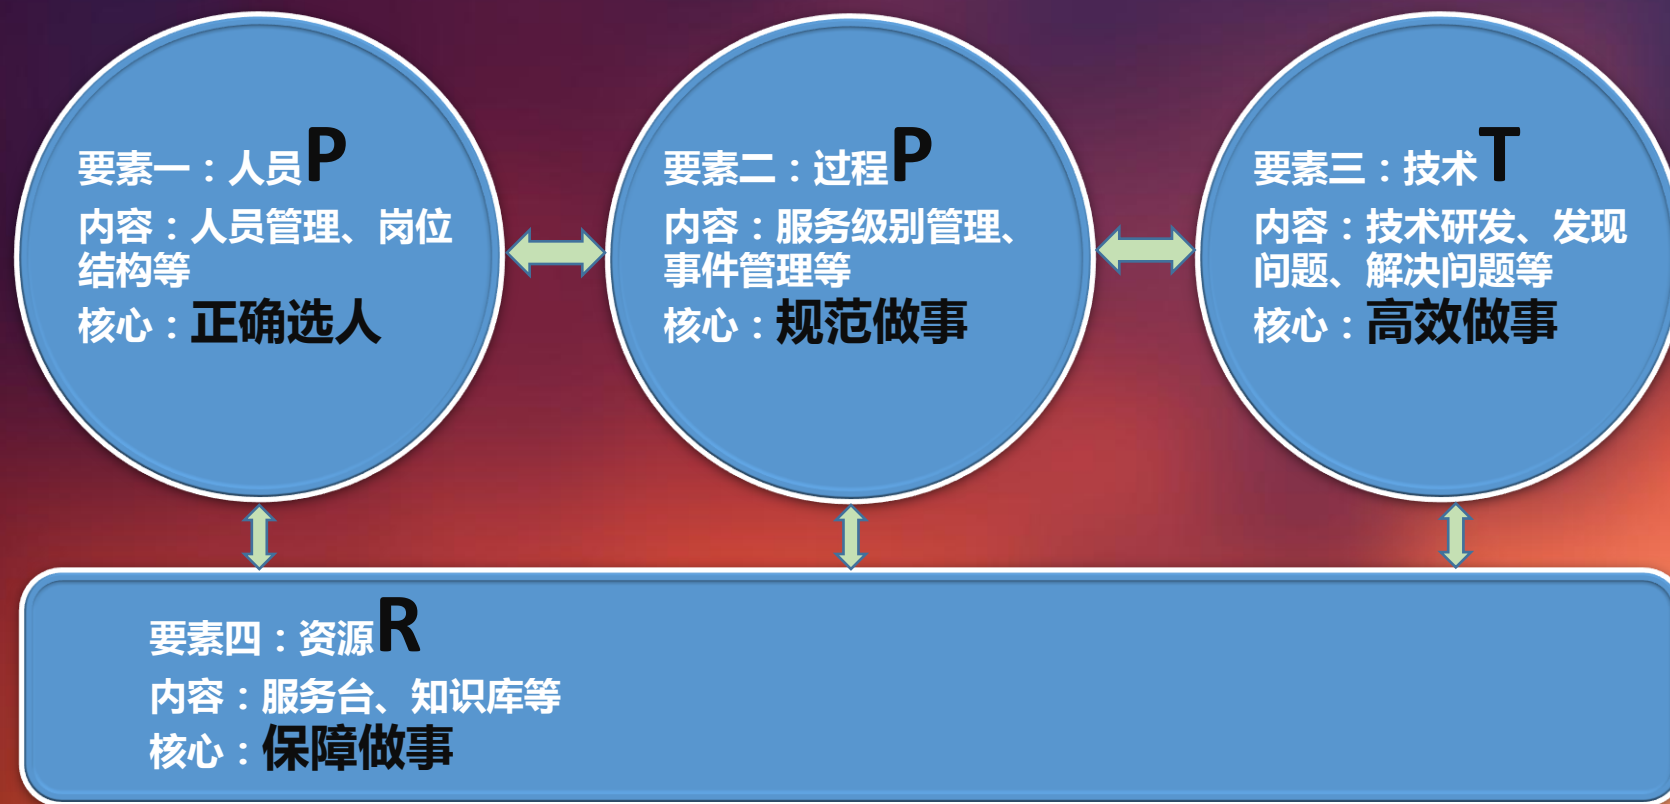 要素一：人员P
内容：人员管理、岗位
结构等
核心：正确选人
要素二：过程P
内容：服务级别管理、
事件管理等
核心：规范做事
要素三：技术T
内容：技术研发、发现
问题、解决问题等
核心：高效做事
要素四：资源R
内容：服务台、知识库等
核心：保障做事